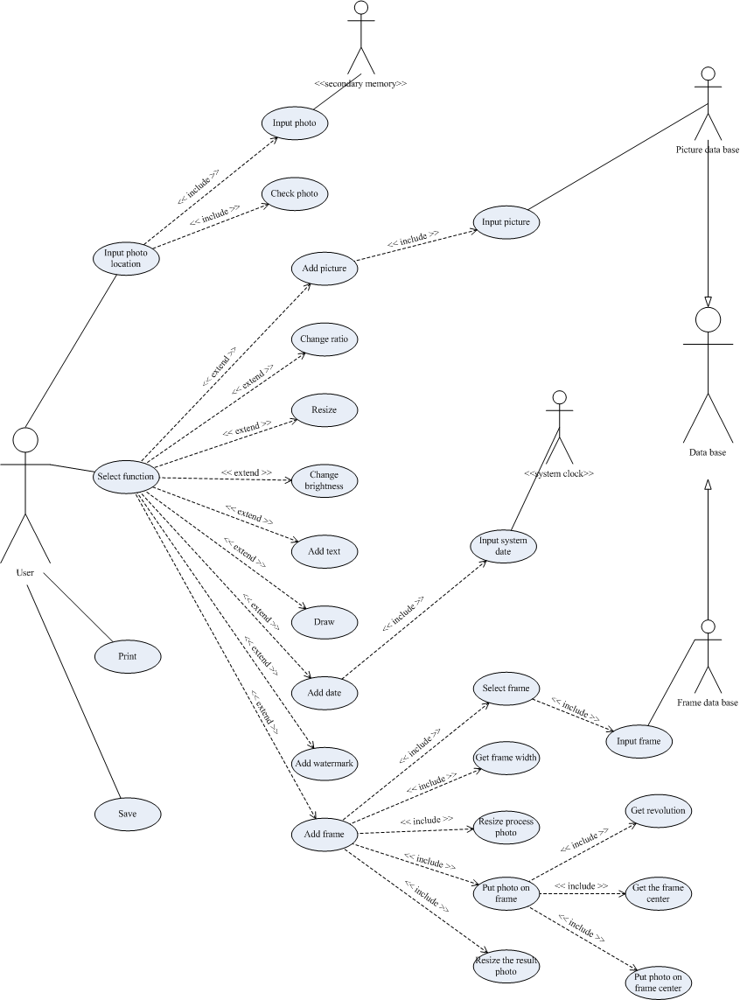 <<secondary memory>>
Input photo
Picture data base
<< include >>
Check photo
<< include >>
Input picture
<< include >>
Input photo
location
Add picture
Change ratio
<< extend >>
<< extend >>
Resize
<< extend >>
Data base
Select function
<< extend >>
Change
brightness
<<system clock>>
<< extend >>
Add text
Input system
date
<< extend >>
User
Draw
<< extend >>
<< include >>
Print
<< extend >>
Add date
Select frame
<< extend >>
<< include >>
Frame data base
Input frame
Add watermark
<< include >>
Get frame width
<< include >>
Save
Add frame
<< include >>
Resize process
photo
Get revolution
<< include >>
<< include >>
Put photo on
frame
<< include >>
Get the frame
center
<< include >>
<< include >>
Resize the result
photo
Put photo on
frame center